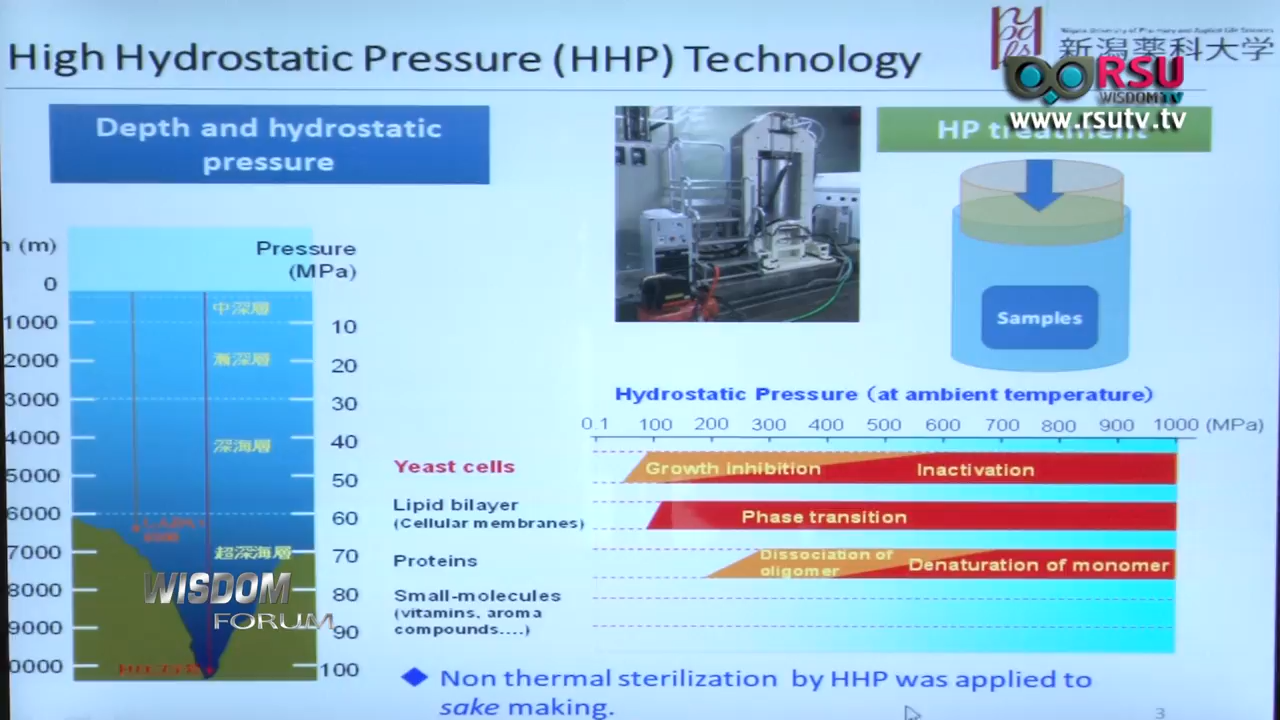 High Hydrostatic Pressure (HHP) Technology
新潟薬科大学
RSU
WISDOM TV
www.rsutv.tv
Depth and hydrostatic
pressure
HP treatment
(m)
Pressure
(MPa)
0
1000
2000
3000
4000
5000
6000
7000
8000
9000
0000
10
20
30
40
50
60
70
80
90
100
中深層
漸深層
深海層
超深海層
Samples
Hydrostatic Pressure (at ambient temperature)
0.1 100 200 300 400 500 600 700 800 900 1000 (MPa)
Yeast cells
Growth inhibition
Inactivation
Lipid bilayer
(Cellular membranes)
Phase transition
Proteins
Dissociation of
oligomer
Denaturation of monomer
Small-molecules
(vitamins, aroma
compounds....)
WISDOM
FORUM
◆ Non thermal sterilization by HHP was applied to
sake making.
3